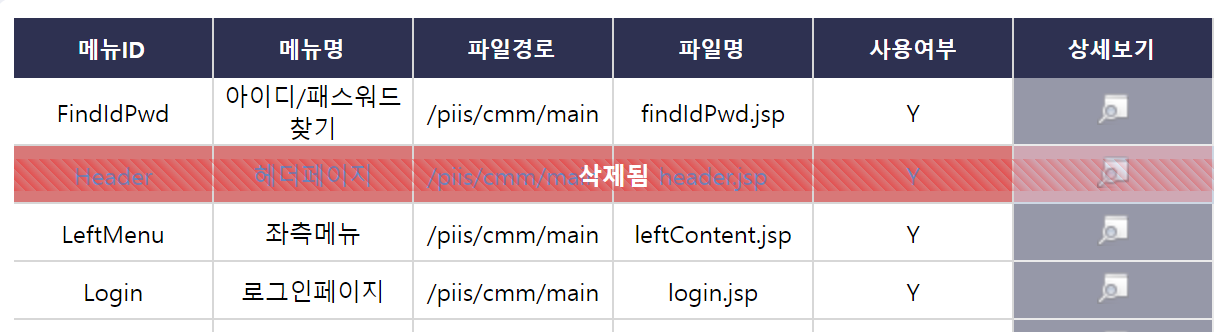 메뉴ID 메뉴명 파일경로 파일명 사용여부 상세보기
FindIdPwd 아이디/패스워드 찾기 /piis/cmm/main findIdPwd.jsp Y
Header 헤더페이지 /piis/cmm/ma 삭제됨 header.jsp Y
LeftMenu 좌측메뉴 /piis/cmm/main leftContent.jsp Y
Login 로그인페이지 /piis/cmm/main login.jsp Y